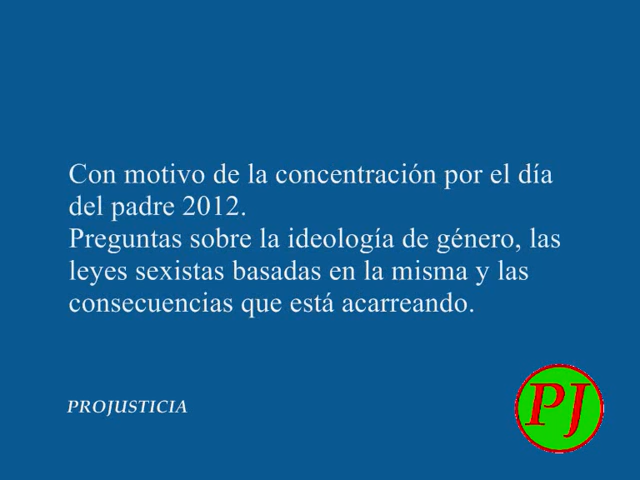 Con motivo de la concentración por el día
del padre 2012.
Preguntas sobre la ideología de género, las
leyes sexistas basadas en la misma y las
consecuencias que está acarreando.
PROJUSTICIA
PJ